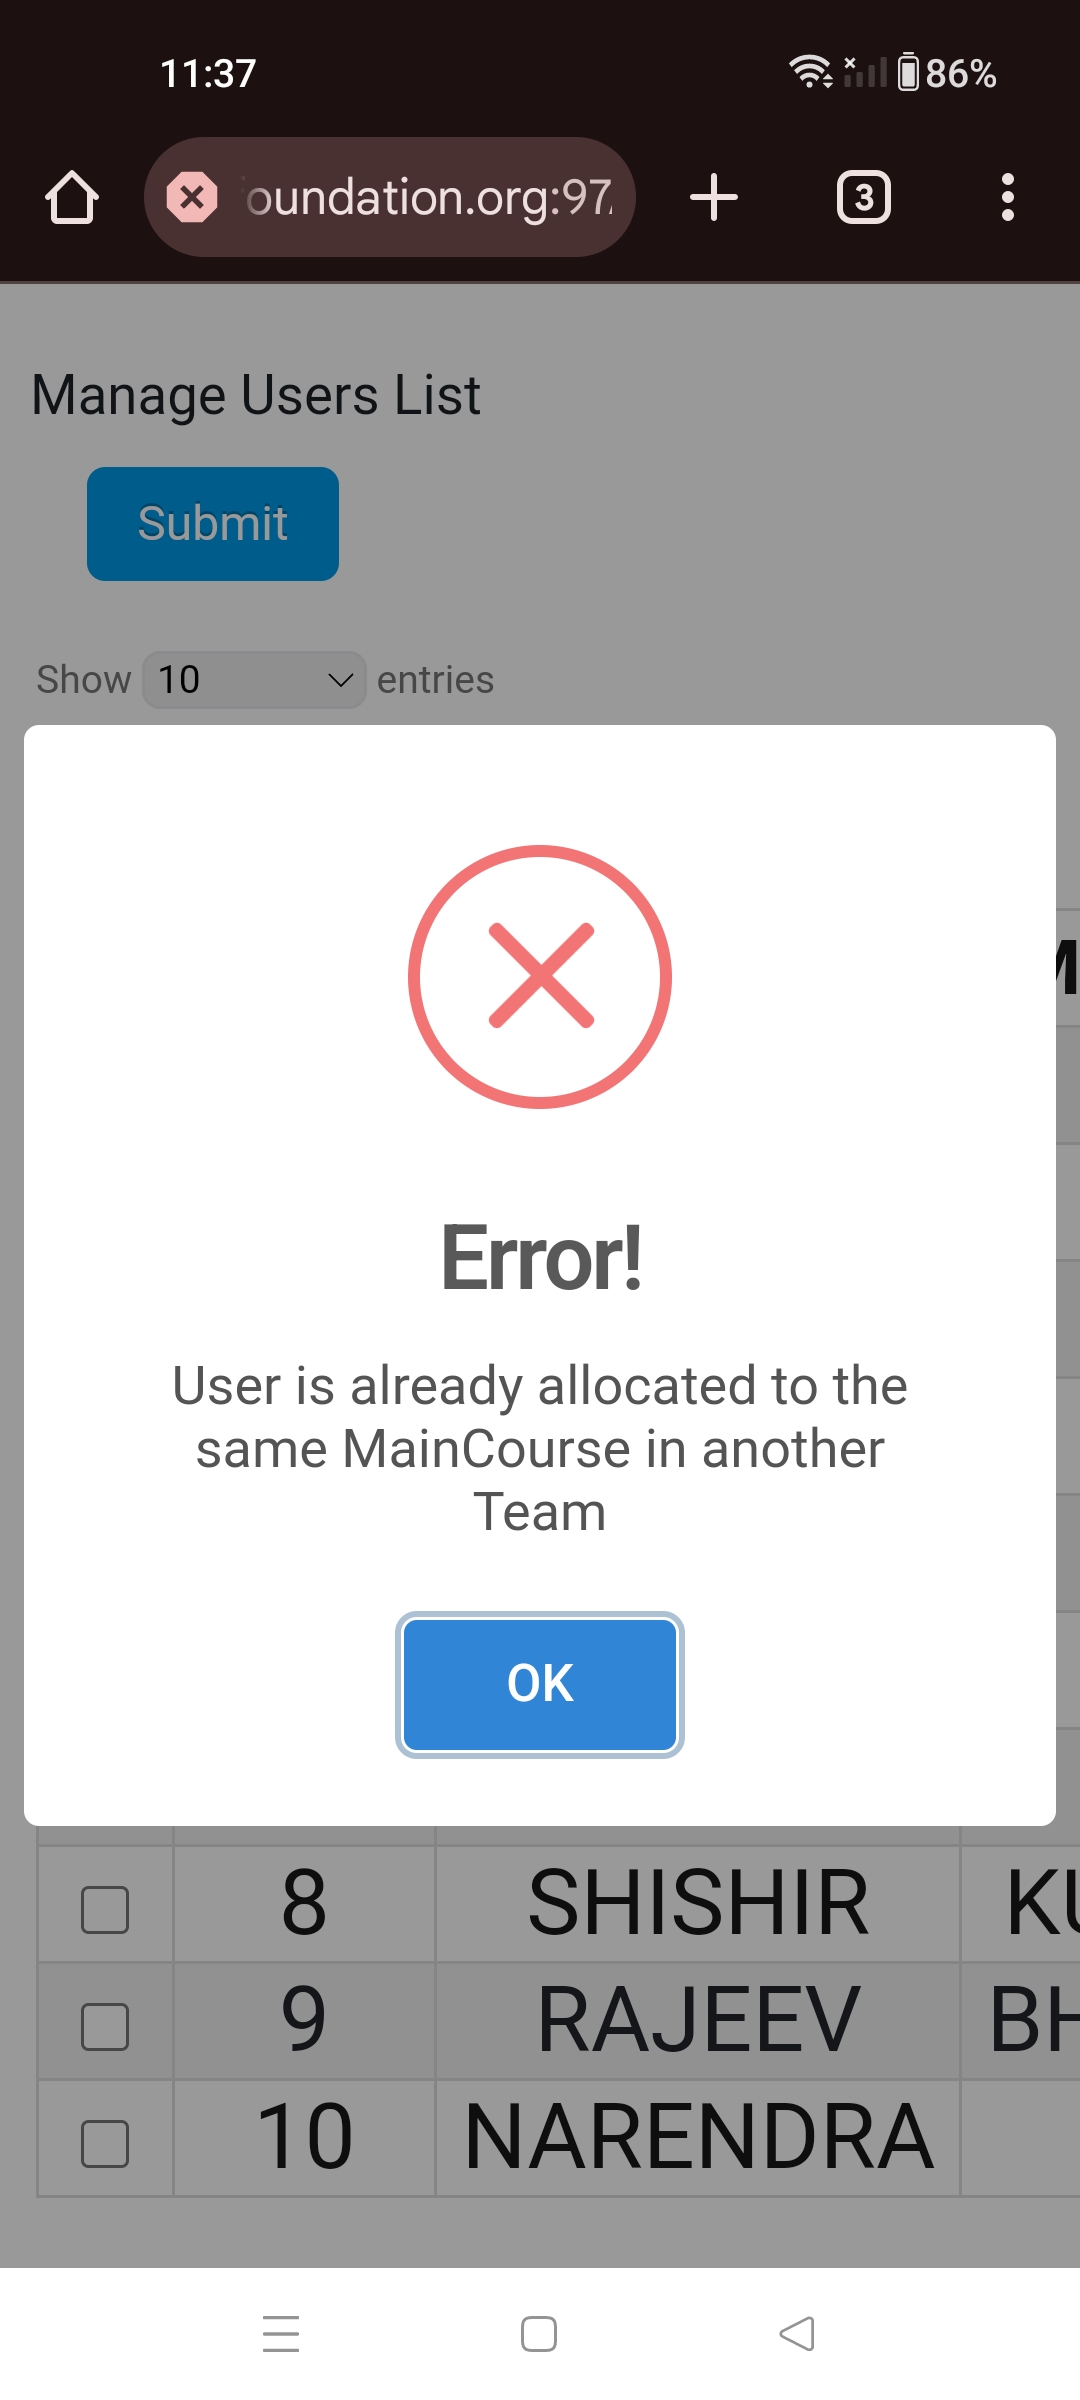 11:37
86%
oundation.org:97
3
Manage Users List
Submit
Show 10 entries
M
Error!
User is already allocated to the
same MainCourse in another
Team
OK
8 SHISHIR KU
9 RAJEEV BH
10 NARENDRA